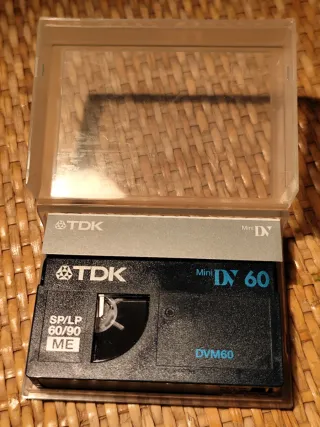 TDK Mini DV
TDK Mini DV 60
SP/LP
60/90
ME
DVM60